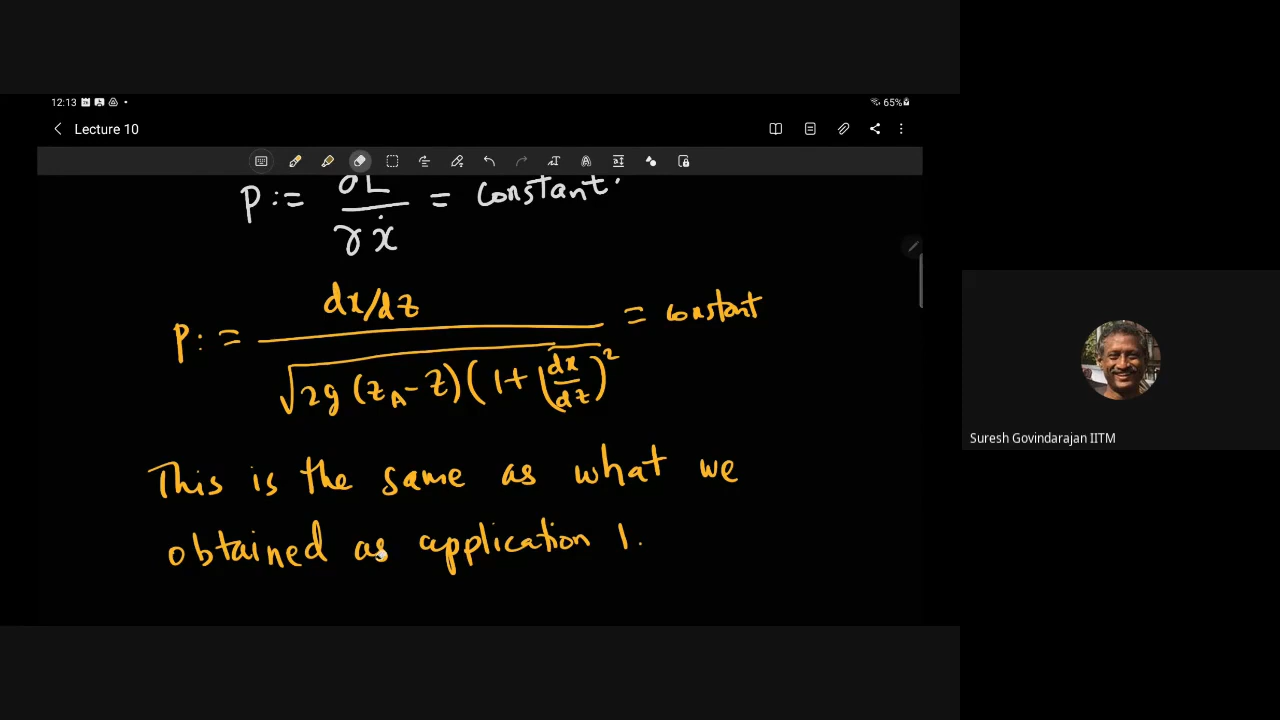 12:13
65%
Lecture 10
p := ∂L/∂ẋ = constant.
p := dx/dz / √2g (z_A - z) (1 + (dx/dz)² = constant
This is the same as what we
obtained as application 1.
Suresh Govindarajan IITM